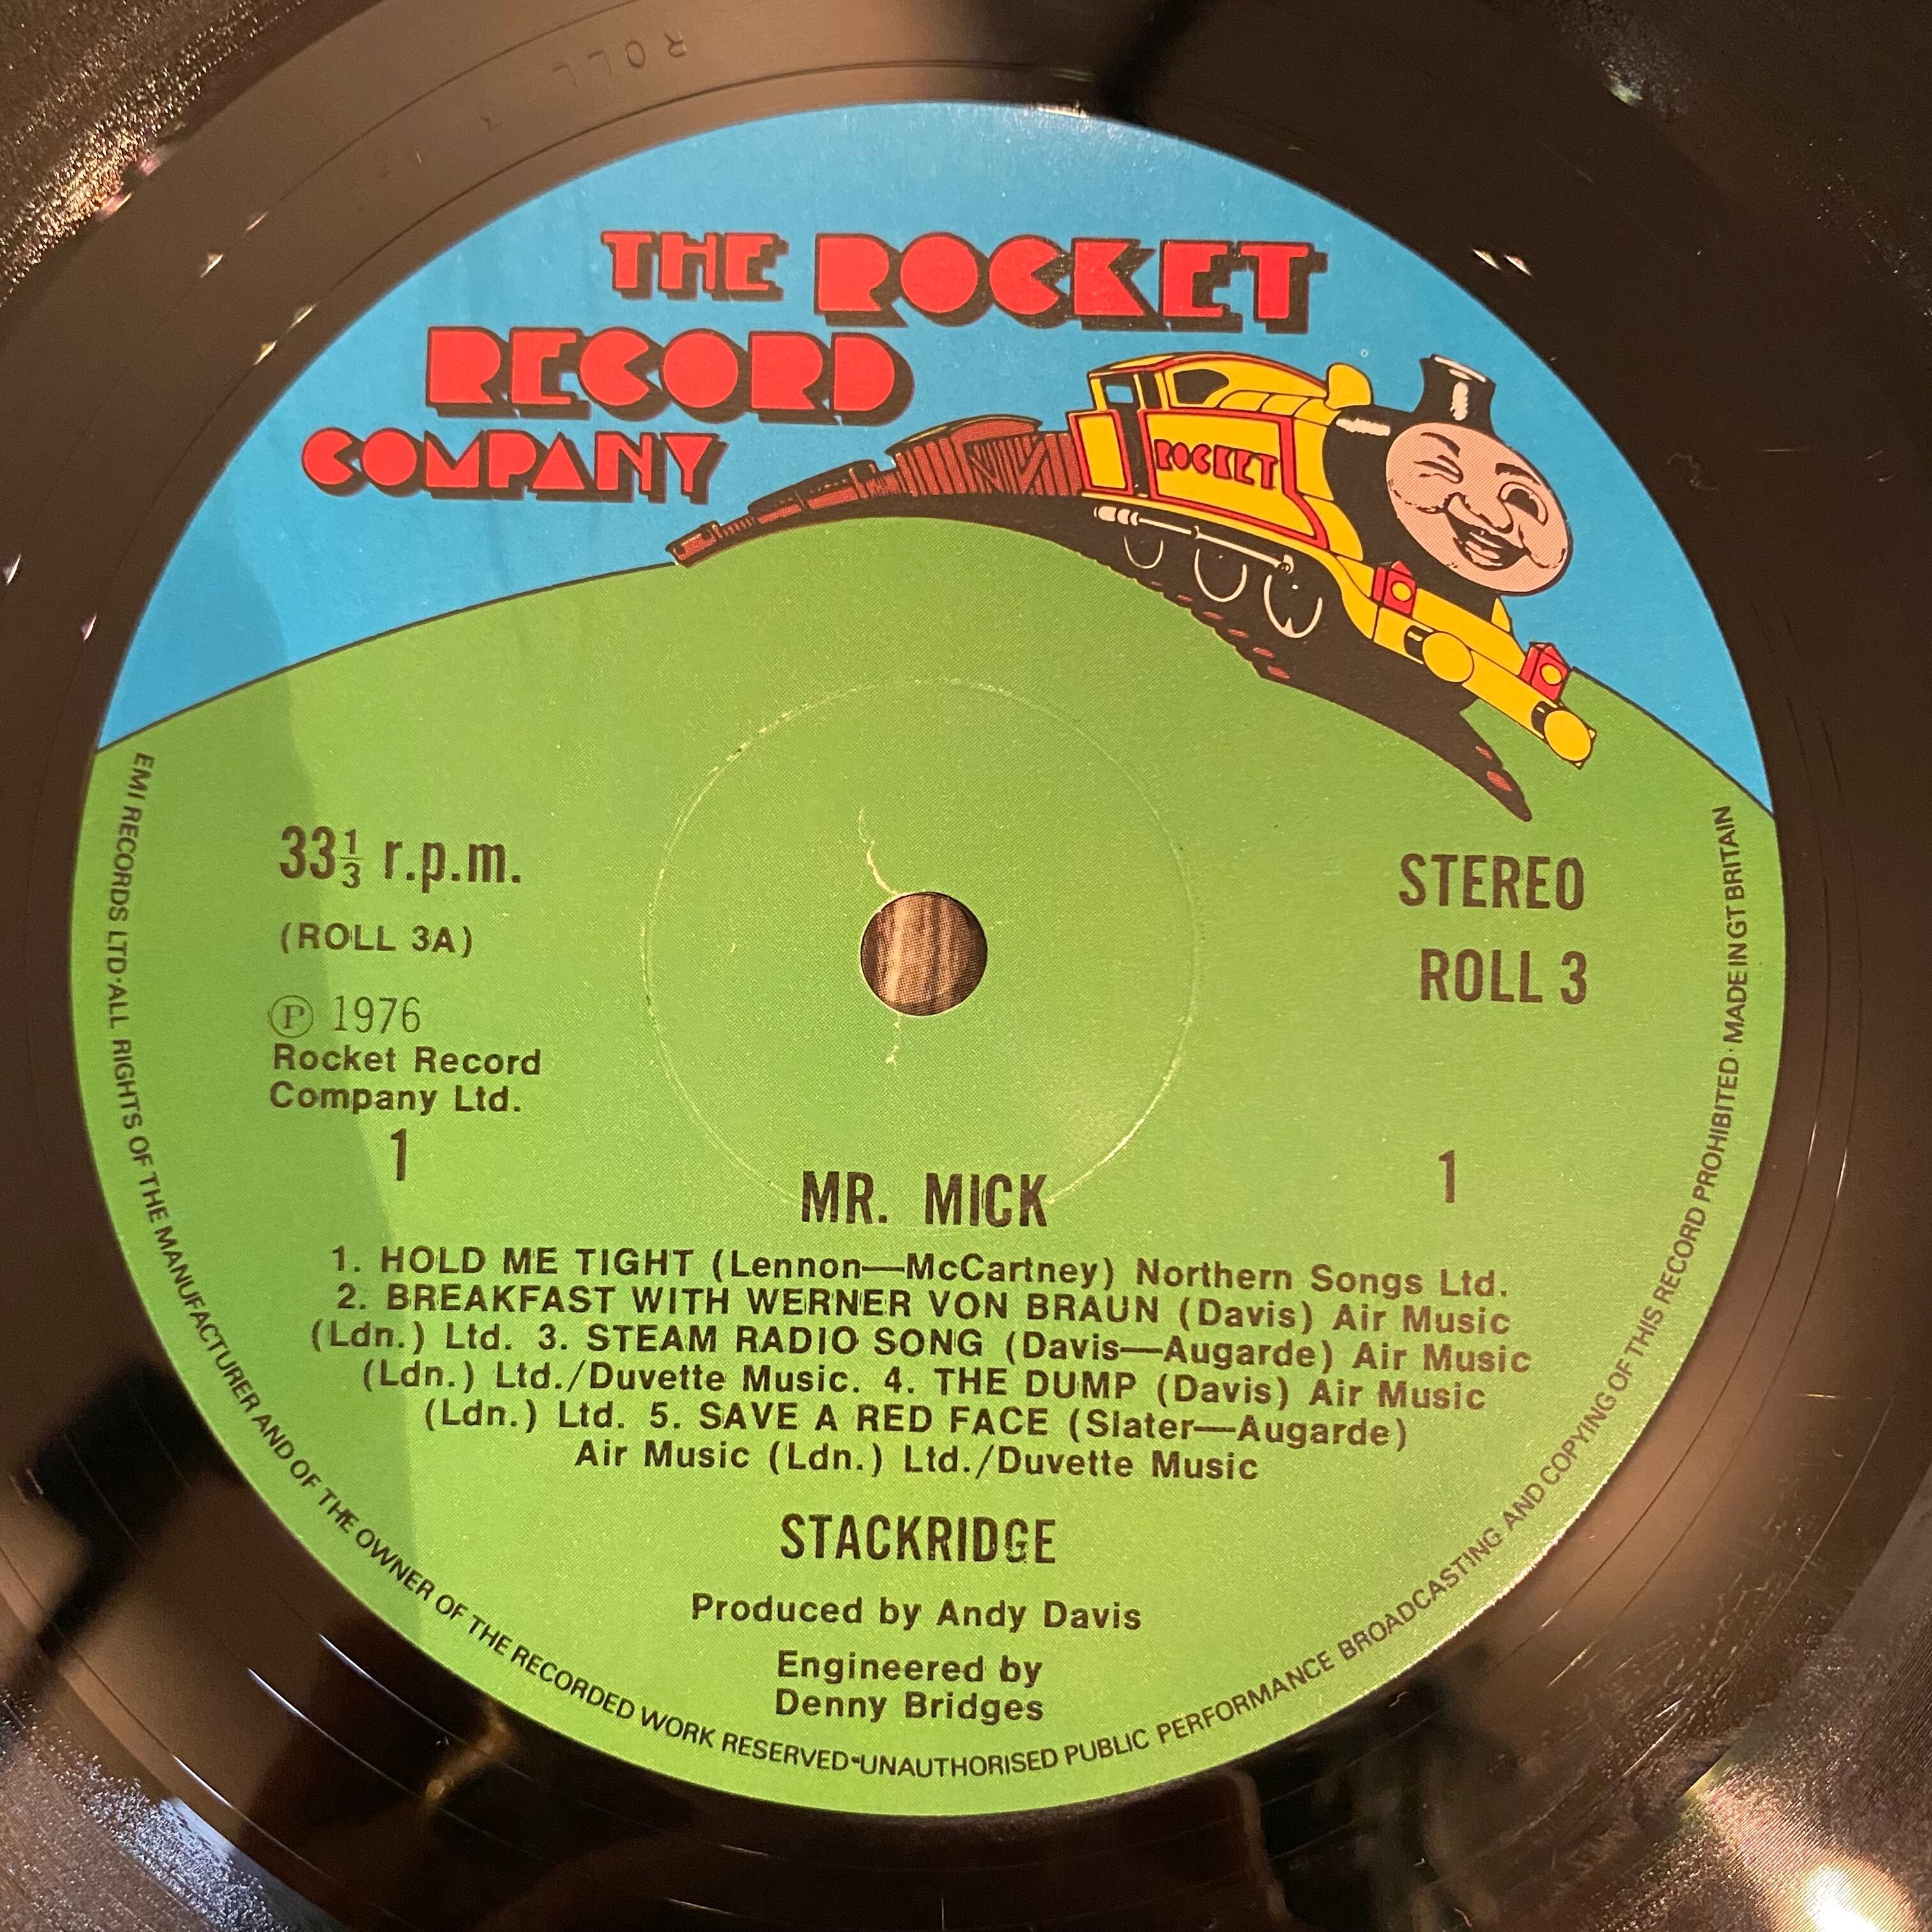 ROLL 3
THE ROCKET
RECORD
COMPANY
ROCKET
33⅓ r.p.m.
STEREO
(ROLL 3A)
ROLL 3
Ⓟ 1976
Rocket Record
Company Ltd.
1
1
MR. MICK
1. HOLD ME TIGHT (Lennon—McCartney) Northern Songs Ltd.
2. BREAKFAST WITH WERNER VON BRAUN (Davis) Air Music
(Ldn.) Ltd. 3. STEAM RADIO SONG (Davis—Augarde) Air Music
(Ldn.) Ltd./Duvette Music. 4. THE DUMP (Davis) Air Music
(Ldn.) Ltd. 5. SAVE A RED FACE (Slater—Augarde)
Air Music (Ldn.) Ltd./Duvette Music
STACKRIDGE
Produced by Andy Davis
Engineered by
Denny Bridges
EMI RECORDS LTD·ALL RIGHTS OF THE MANUFACTURER AND OF THE OWNER OF THE RECORDED WORK RESERVED·UNAUTHORISED PUBLIC PERFORMANCE BROADCASTING AND COPYING OF THIS RECORD PROHIBITED·MADE IN GT BRITAIN